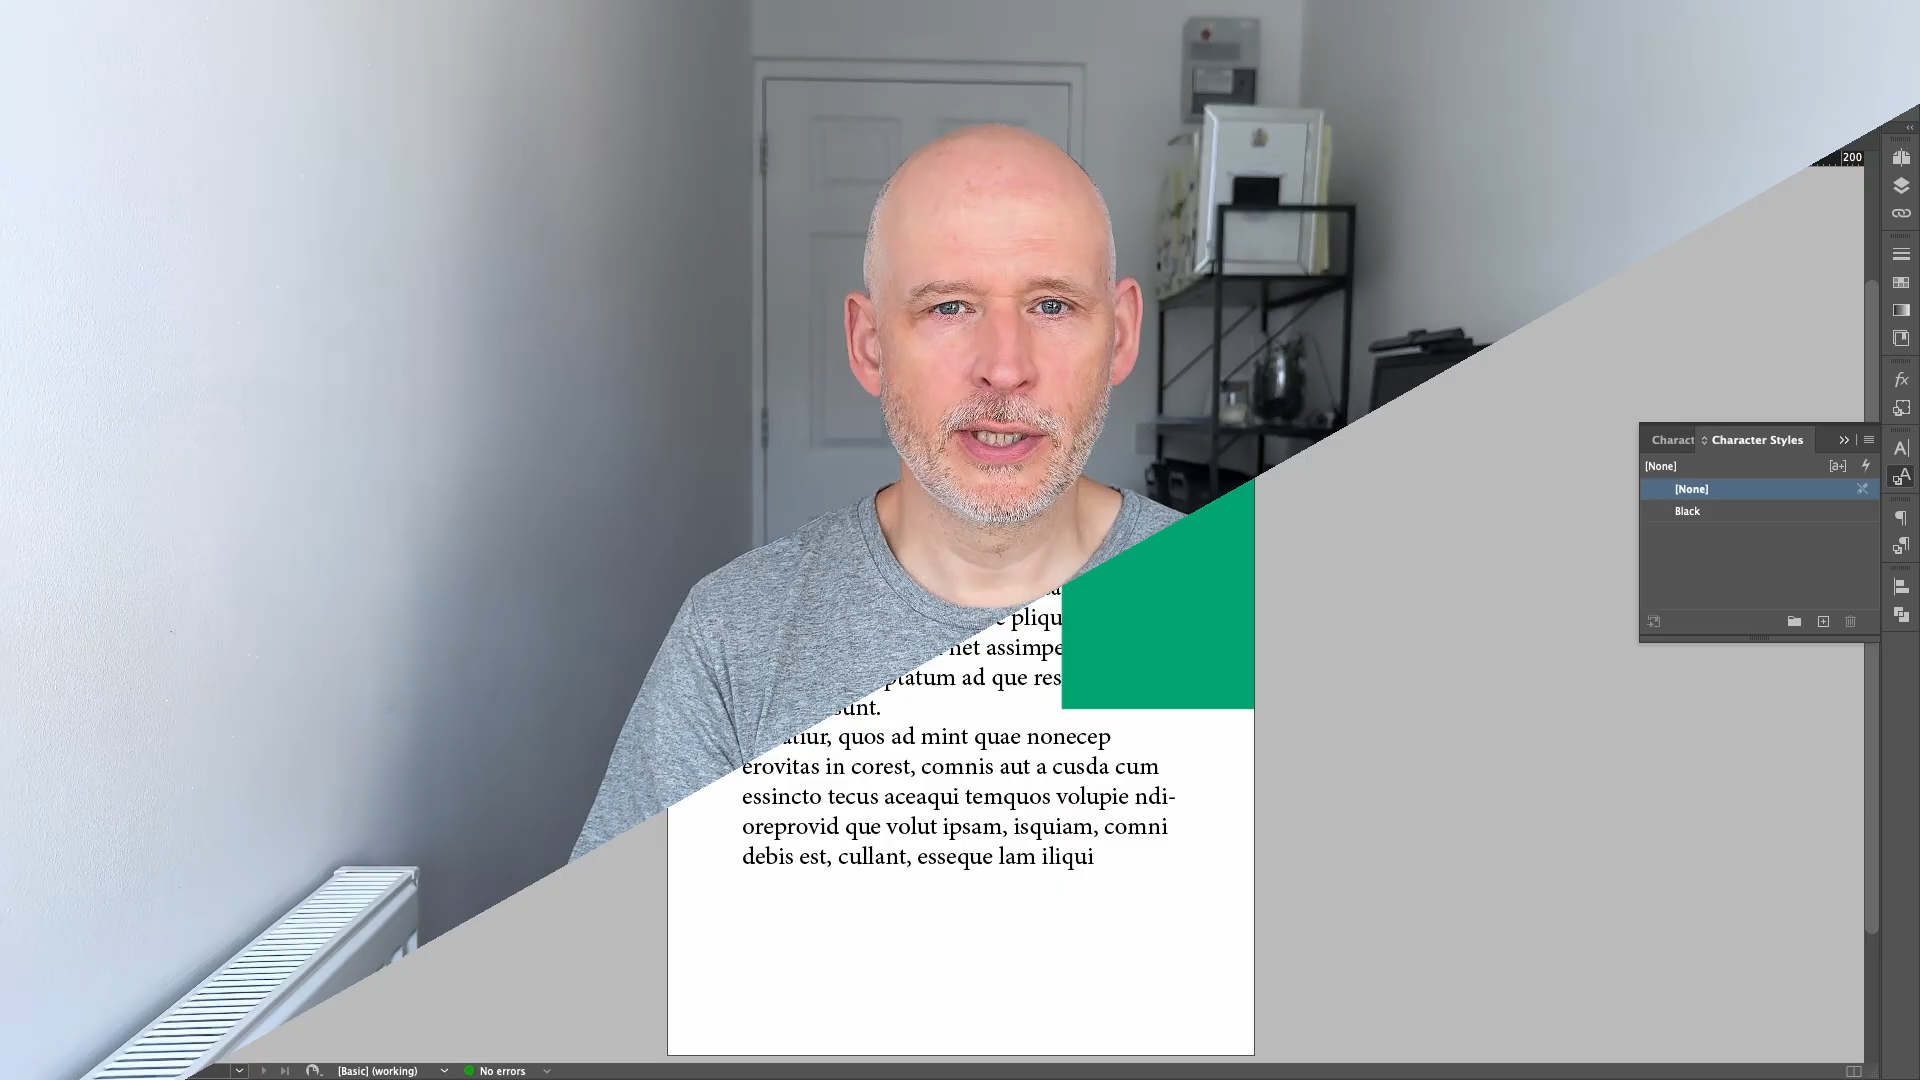 200
Charact
Character Styles
[None]
[None]
Black
pliqu
net assimpe
ptatum ad que res
sunt.
atiur, quos ad mint quae nonecep
erovitas in corest, comnis aut a cusda cum
essincto tecus aceaqui temquos volupie ndi-
oreprovid que volut ipsam, isquiam, comni
debis est, cullant, esseque lam iliqui
[Basic] (working)
No errors